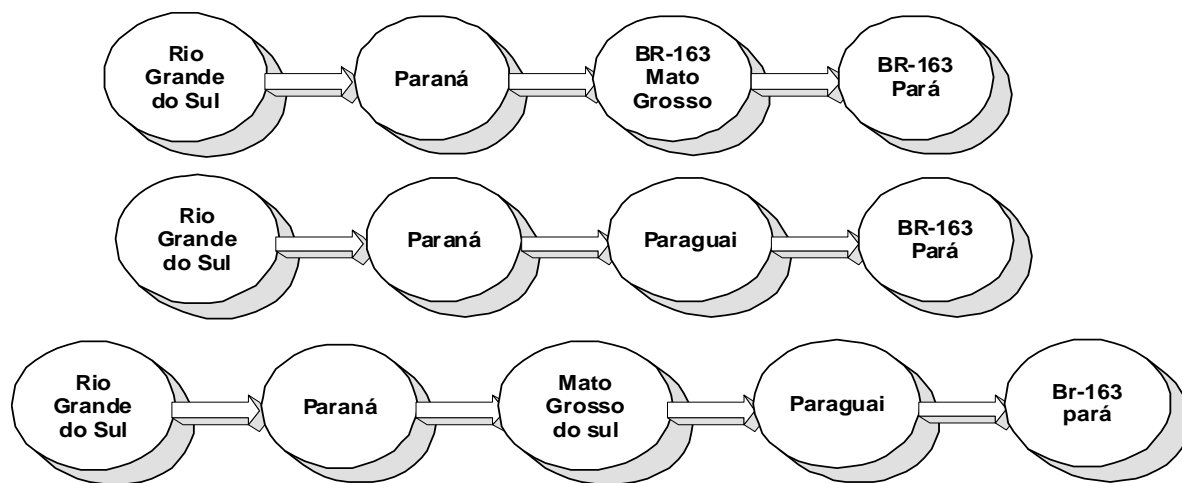 Rio
Grande
do Sul
Paraná
BR-163
Mato
Grosso
BR-163
Pará
Rio
Grande
do Sul
Paraná
Paraguai
BR-163
Pará
Rio
Grande
do Sul
Paraná
Mato
Grosso
do sul
Paraguai
Br-163
pará